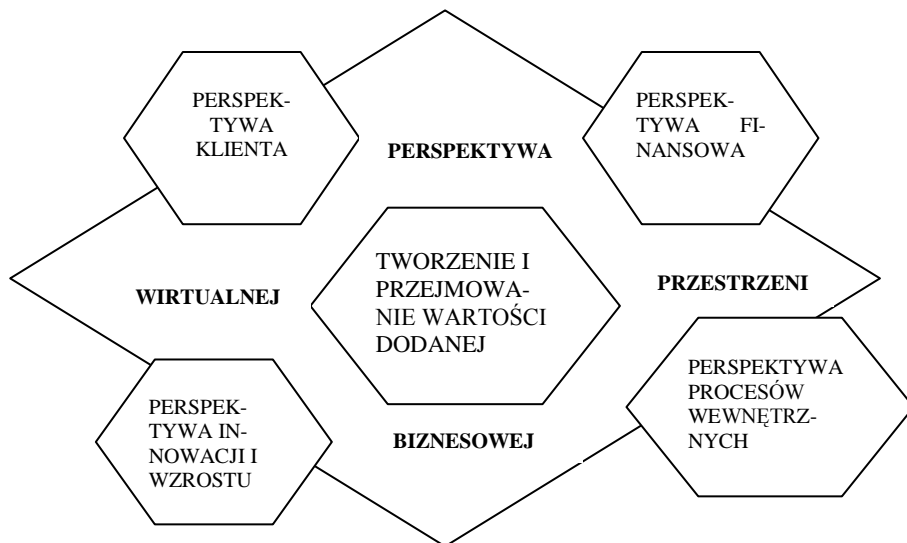 PERSPEK-
TYWA
KLIENTA
PERSPEK-
TYWA FI-
NANSOWA
PERSPEKTYWA
TWORZENIE I
PRZEJMOWA-
NIE WARTOŚCI
DODANEJ
WIRTUALNEJ
PRZESTRZENI
PERSPEK-
TYWA IN-
NOWACJI I
WZROSTU
BIZNESOWEJ
PERSPEKTYWA
PROCESÓW
WEWNĘTRZ-
NYCH